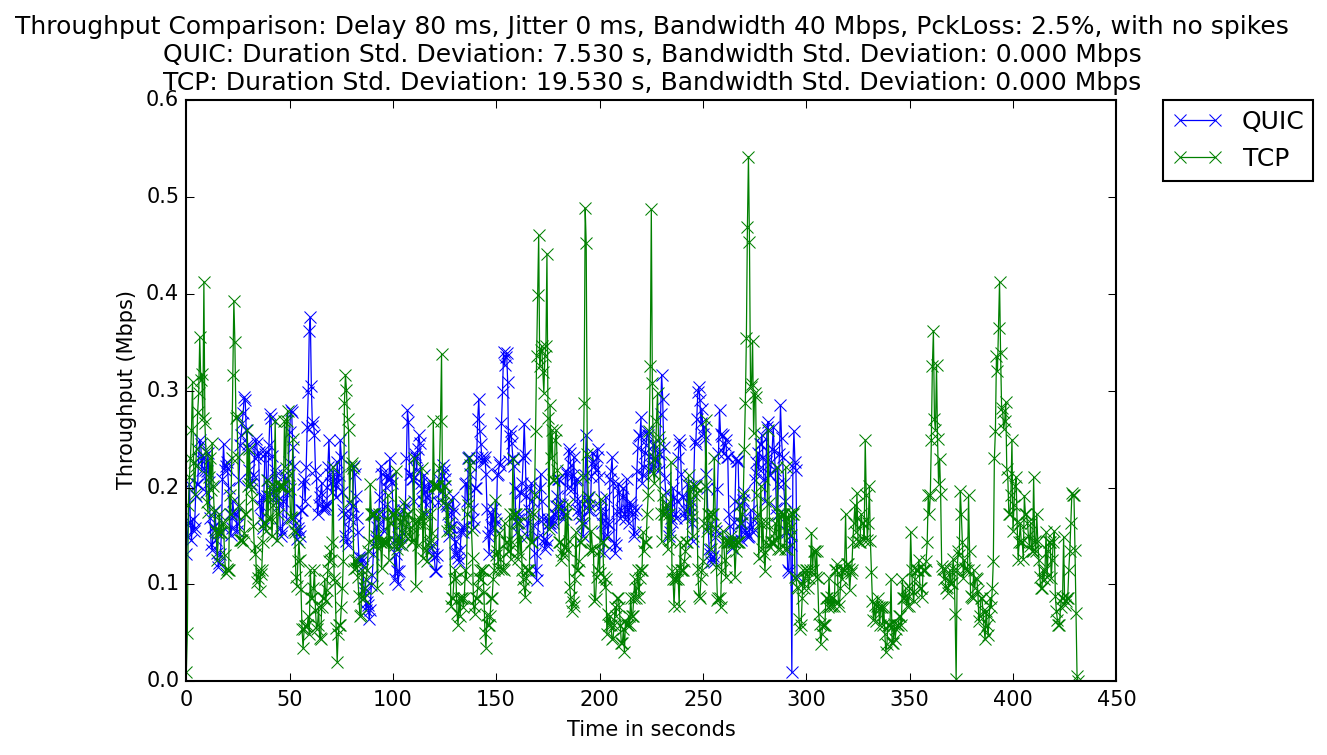 Throughput Comparison: Delay 80 ms, Jitter 0 ms, Bandwidth 40 Mbps, PckLoss: 2.5%, with no spikes
QUIC: Duration Std. Deviation: 7.530 s, Bandwidth Std. Deviation: 0.000 Mbps
TCP: Duration Std. Deviation: 19.530 s, Bandwidth Std. Deviation: 0.000 Mbps
QUIC
TCP
Throughput (Mbps)
0.6
0.5
0.4
0.3
0.2
0.1
0.0
0 50 100 150 200 250 300 350 400 450
Time in seconds